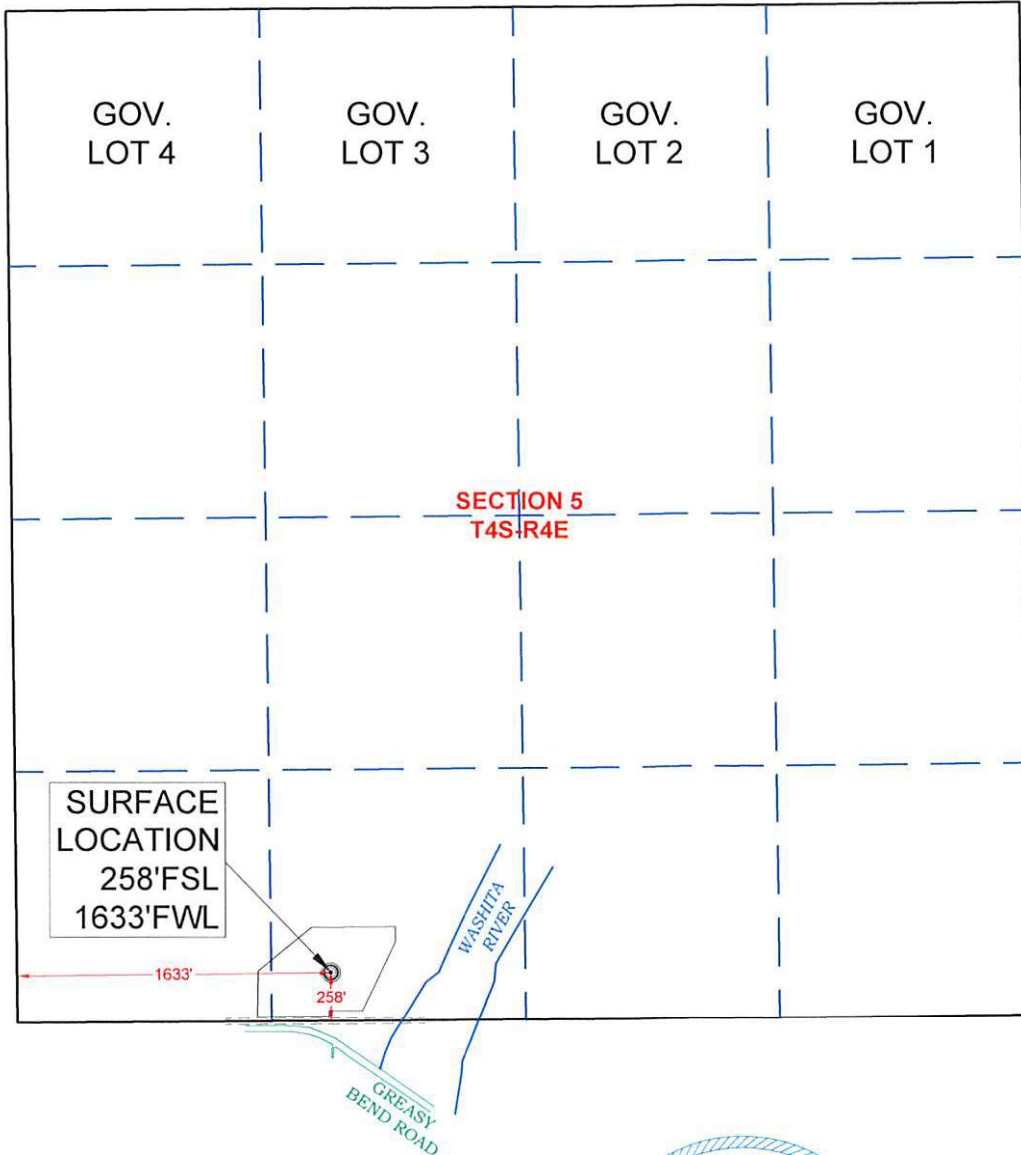 GOV.
LOT 4
GOV.
LOT 3
GOV.
LOT 2
GOV.
LOT 1
SECTION 5
T4S-R4E
SURFACE
LOCATION
258'FSL
1633'FWL
1633'
258'
WASHITA
RIVER
GREASY
BEND ROAD